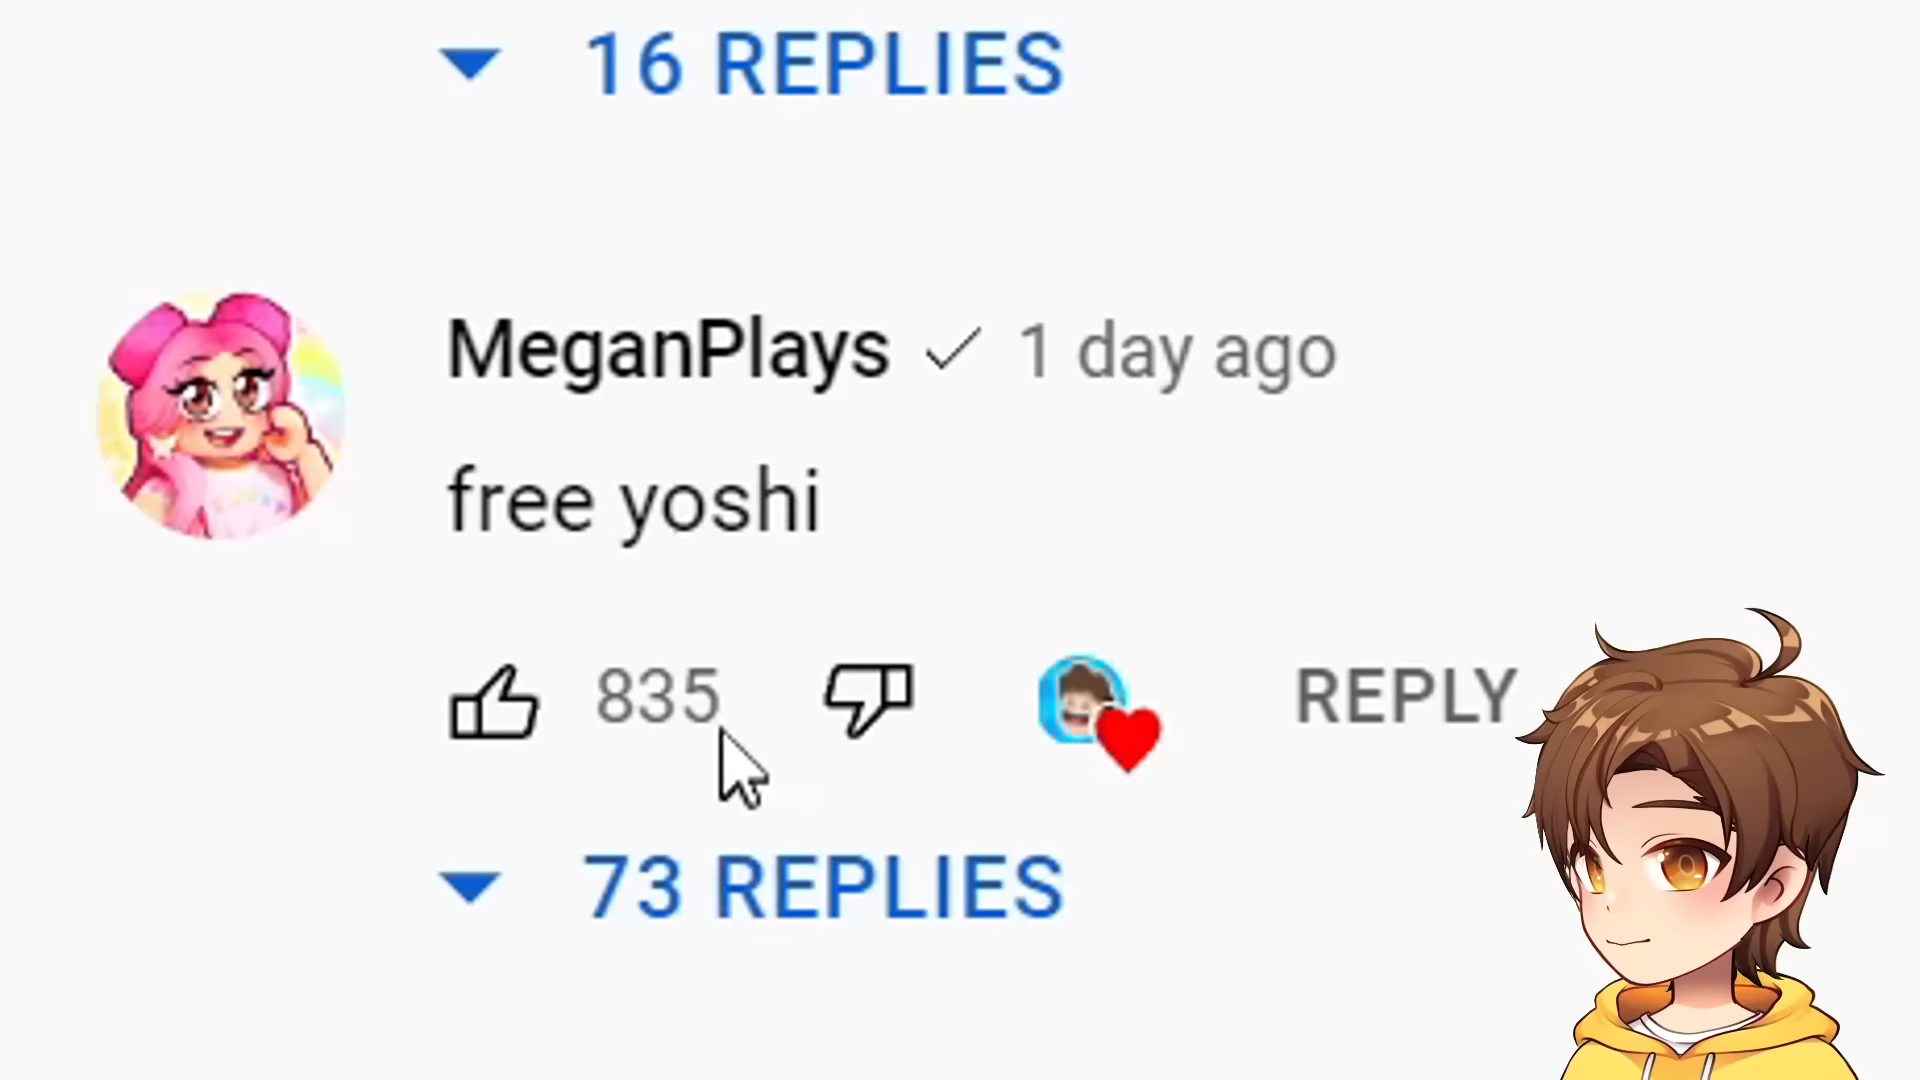 16 REPLIES
MeganPlays 1 day ago
free yoshi
835 REPLY
73 REPLIES